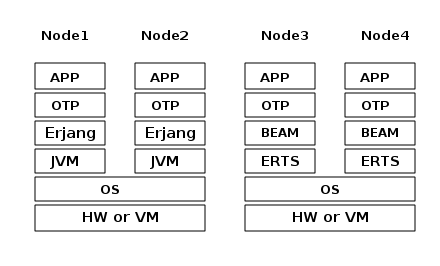 Node1 Node2 Node3 Node4
APP APP APP APP
OTP OTP OTP OTP
Erjang Erjang BEAM BEAM
JVM JVM ERTS ERTS
OS OS
HW or VM HW or VM